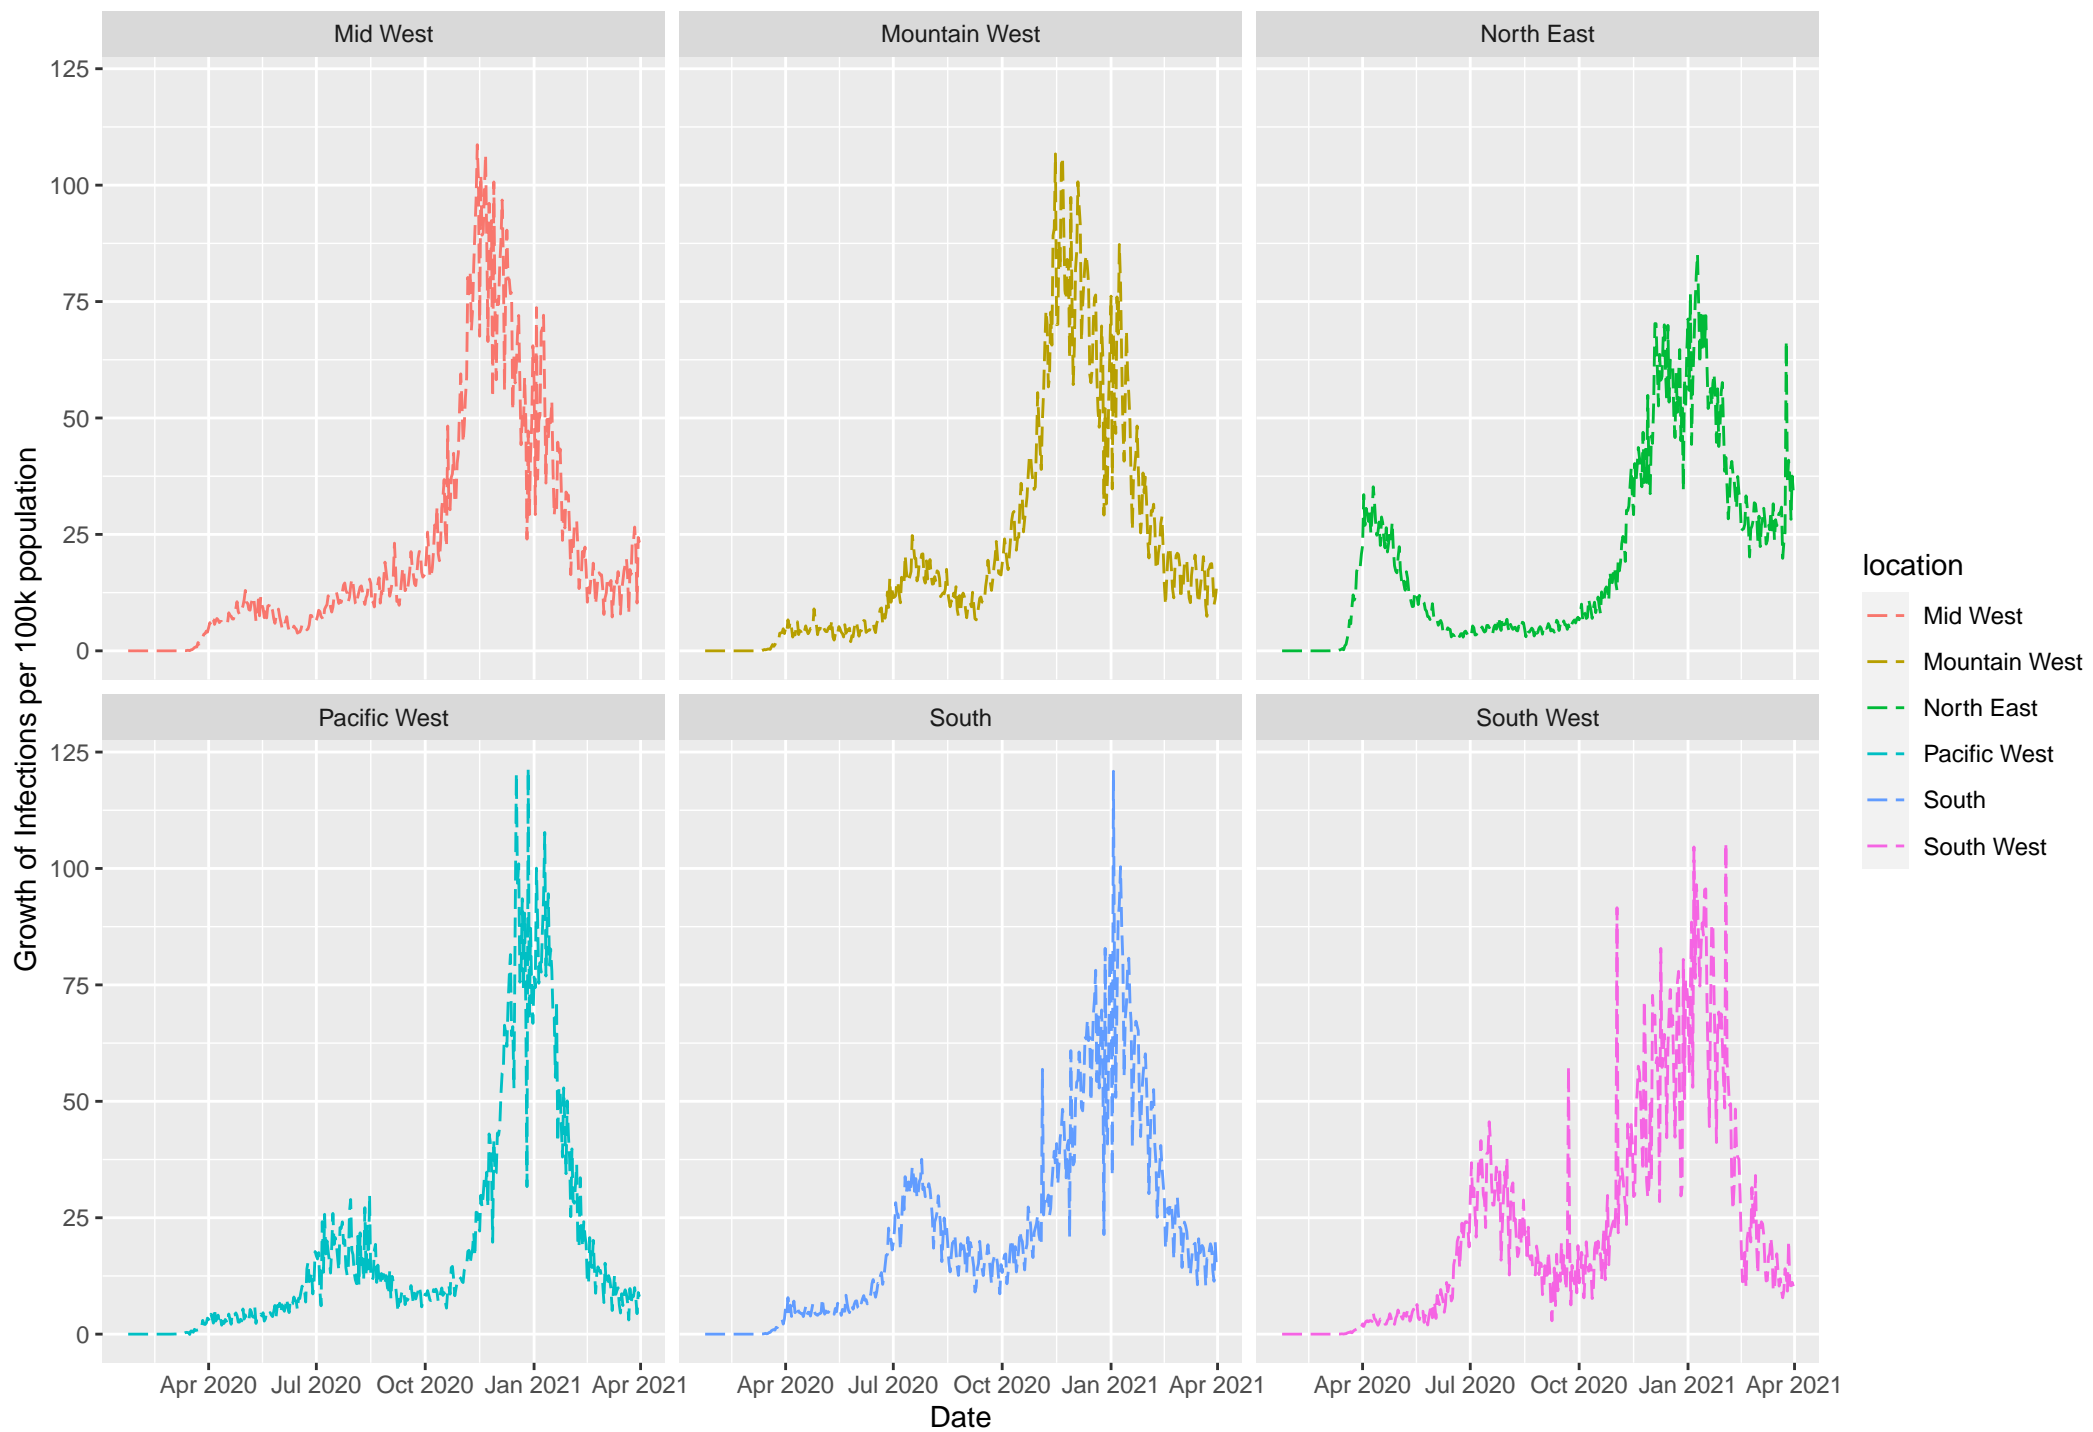 Mid West
Mountain West
North East
125
100
75
50
25
0
Pacific West
South
South West
125
100
75
50
25
0
Apr 2020 Jul 2020 Oct 2020 Jan 2021 Apr 2021
Apr 2020 Jul 2020 Oct 2020 Jan 2021 Apr 2021
Apr 2020 Jul 2020 Oct 2020 Jan 2021 Apr 2021
Date
Growth of Infections per 100k population
location
Mid West
Mountain West
North East
Pacific West
South
South West